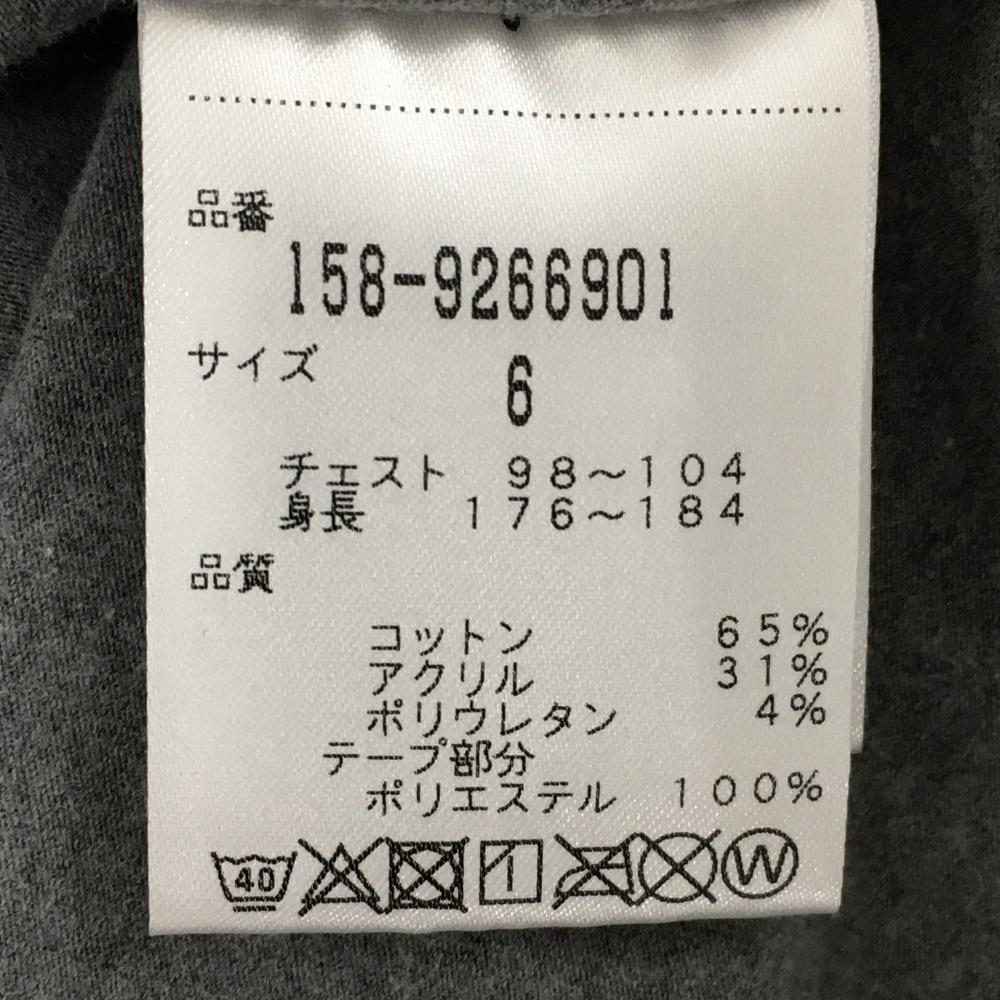 品番
158-9266901
サイズ
6
チェスト 98～104
身長 176～184
品質
コットン 65%
アクリル 31%
ポリウレタン 4%
テープ部分
ポリエステル 100%
40 W